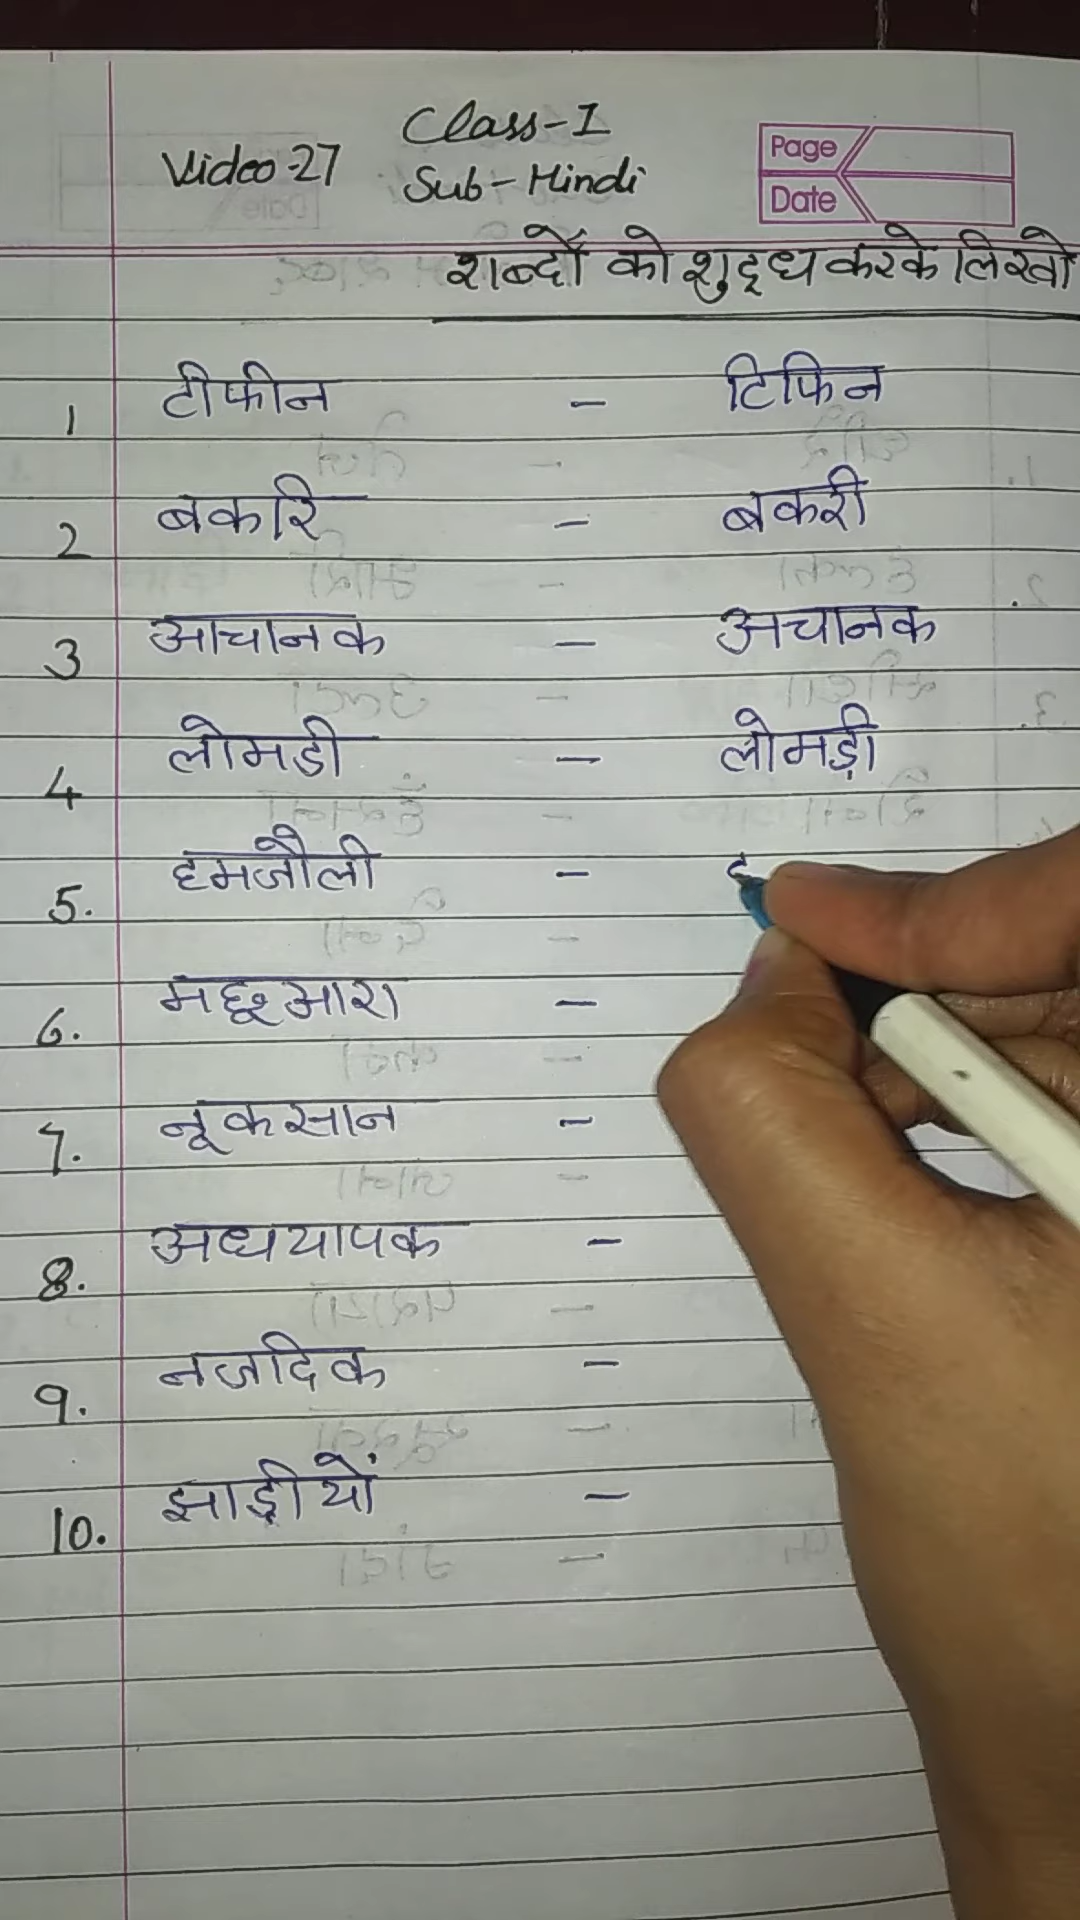 Class-I
Video-27 Sub-Hindi
Page
Date
शब्दों को शुद्ध करके लिखो
1 टीफीन - टिफिन
2 बकरि - बकरी
3 आचानक - अचानक
4 लोमडी - लोमड़ी
5. हमजौली -
6. मछूआरा -
7. नूकसान -
8. अधयापक -
9. नजदिक -
10. झाड़ीयों -